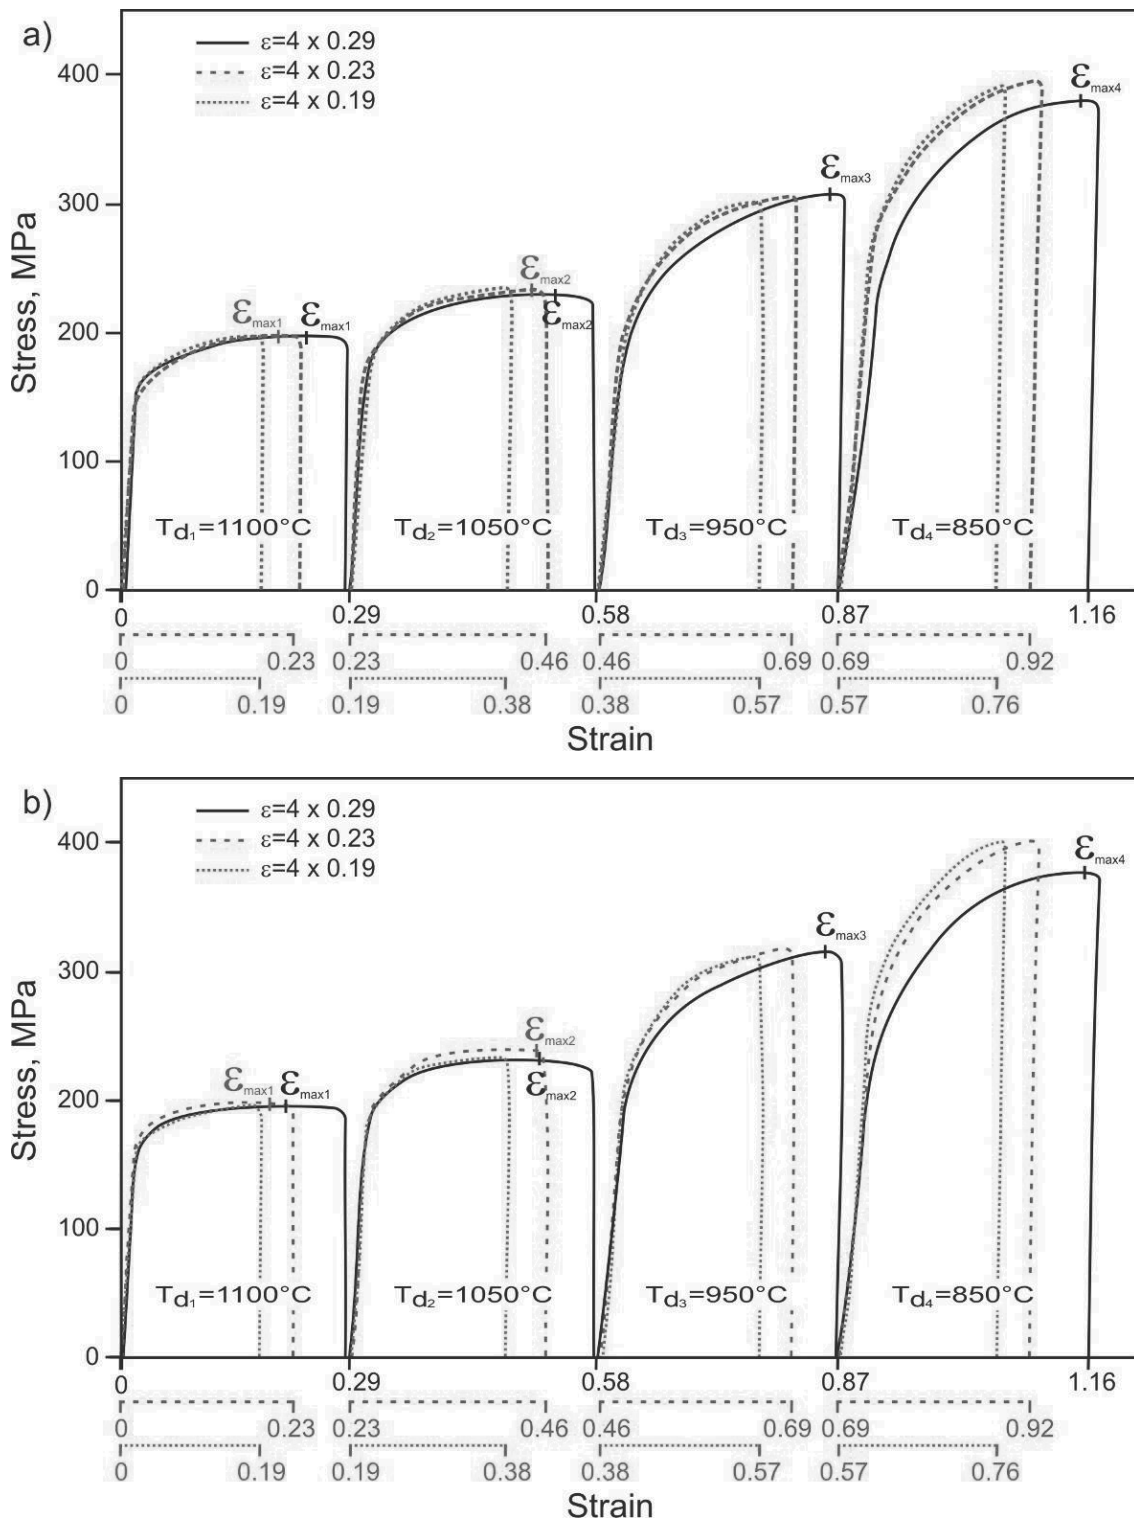 a)
ε=4 x 0.29
ε=4 x 0.23
ε=4 x 0.19
400
300
200
100
0
Stress, MPa
εmax1
εmax1
εmax2
εmax2
εmax3
εmax4
Td1=1100°C
Td2=1050°C
Td3=950°C
Td4=850°C
0 0.29 0.58 0.87 1.16
0.23 0.23 0.46 0.46 0.69 0.69 0.92
0 0.19 0.19 0.38 0.38 0.57 0.57 0.76
Strain
b)
ε=4 x 0.29
ε=4 x 0.23
ε=4 x 0.19
400
300
200
100
0
Stress, MPa
εmax1
εmax1
εmax2
εmax2
εmax3
εmax4
Td1=1100°C
Td2=1050°C
Td3=950°C
Td4=850°C
0 0.29 0.58 0.87 1.16
0.23 0.23 0.46 0.46 0.69 0.69 0.92
0 0.19 0.19 0.38 0.38 0.57 0.57 0.76
Strain